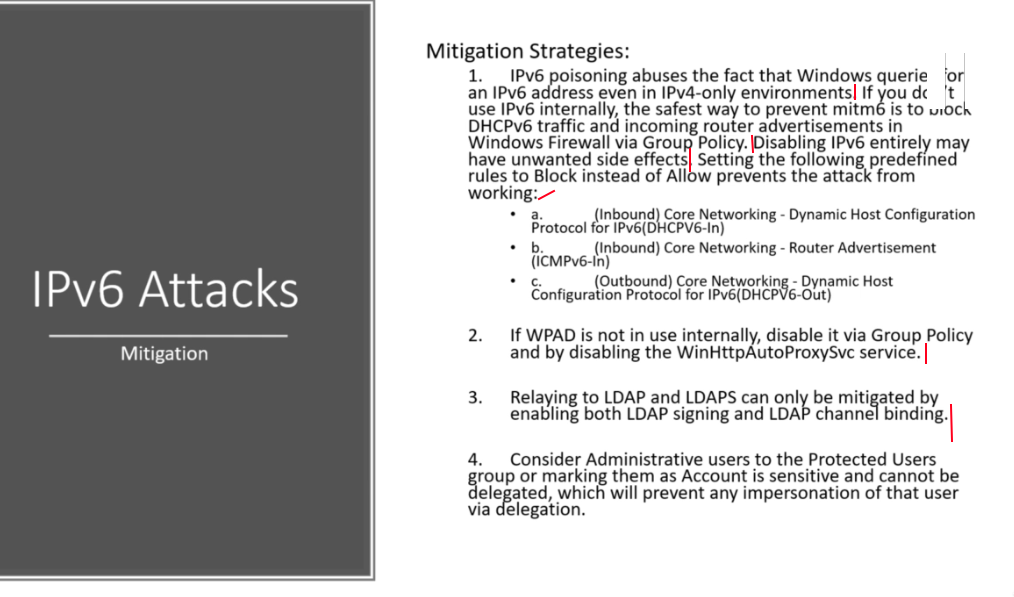 IPv6 Attacks
Mitigation
Mitigation Strategies:
1. IPv6 poisoning abuses the fact that Windows querie for
an IPv6 address even in IPv4-only environments. If you
use IPv6 internally, the safest way to prevent mitm6 is to block
DHCPv6 traffic and incoming router advertisements in
Windows Firewall via Group Policy. Disabling IPv6 entirely may
have unwanted side effects. Setting the following predefined
rules to Block instead of Allow prevents the attack from
working:
• a. (Inbound) Core Networking - Dynamic Host Configuration
Protocol for IPv6(DHCPV6-In)
• b. (Inbound) Core Networking - Router Advertisement
(ICMPv6-In)
• c. (Outbound) Core Networking - Dynamic Host
Configuration Protocol for IPv6(DHCPV6-Out)
2. If WPAD is not in use internally, disable it via Group Policy
and by disabling the WinHttpAutoProxySvc service.
3. Relaying to LDAP and LDAPS can only be mitigated by
enabling both LDAP signing and LDAP channel binding.
4. Consider Administrative users to the Protected Users
group or marking them as Account is sensitive and cannot be
delegated, which will prevent any impersonation of that user
via delegation.